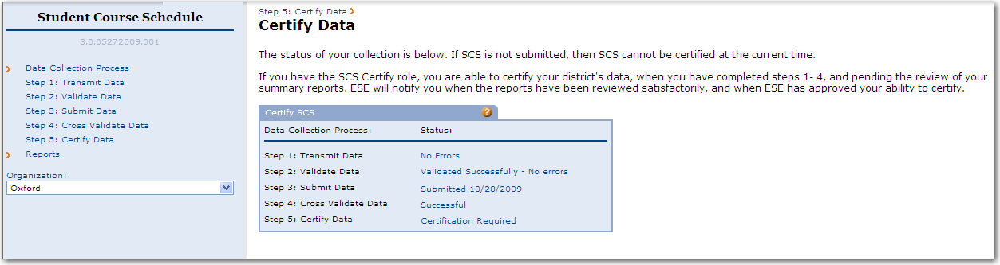 Student Course Schedule
3.0.05272009.001
Data Collection Process
Step 1: Transmit Data
Step 2: Validate Data
Step 3: Submit Data
Step 4: Cross Validate Data
Step 5: Certify Data
Reports
Organization:
Oxford
Step 5: Certify Data
Certify Data
The status of your collection is below. If SCS is not submitted, then SCS cannot be certified at the current time.
If you have the SCS Certify role, you are able to certify your district's data, when you have completed steps 1- 4, and pending the review of your
summary reports. ESE will notify you when the reports have been reviewed satisfactorily, and when ESE has approved your ability to certify.
Certify SCS ?
Data Collection Process: Status:
Step 1: Transmit Data No Errors
Step 2: Validate Data Validated Successfully - No errors
Step 3: Submit Data Submitted 10/28/2009
Step 4: Cross Validate Data Successful
Step 5: Certify Data Certification Required